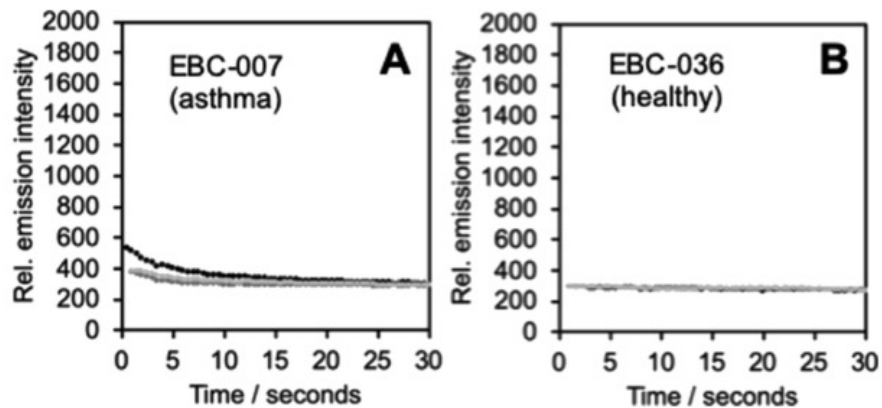 2000
1800
1600
1400
1200
1000
800
600
400
200
0
Rel. emission intensity
EBC-007
(asthma)
A
0 5 10 15 20 25 30
Time / seconds
2000
1800
1600
1400
1200
1000
800
600
400
200
0
Rel. emission intensity
EBC-036
(healthy)
B
0 5 10 15 20 25 30
Time / seconds